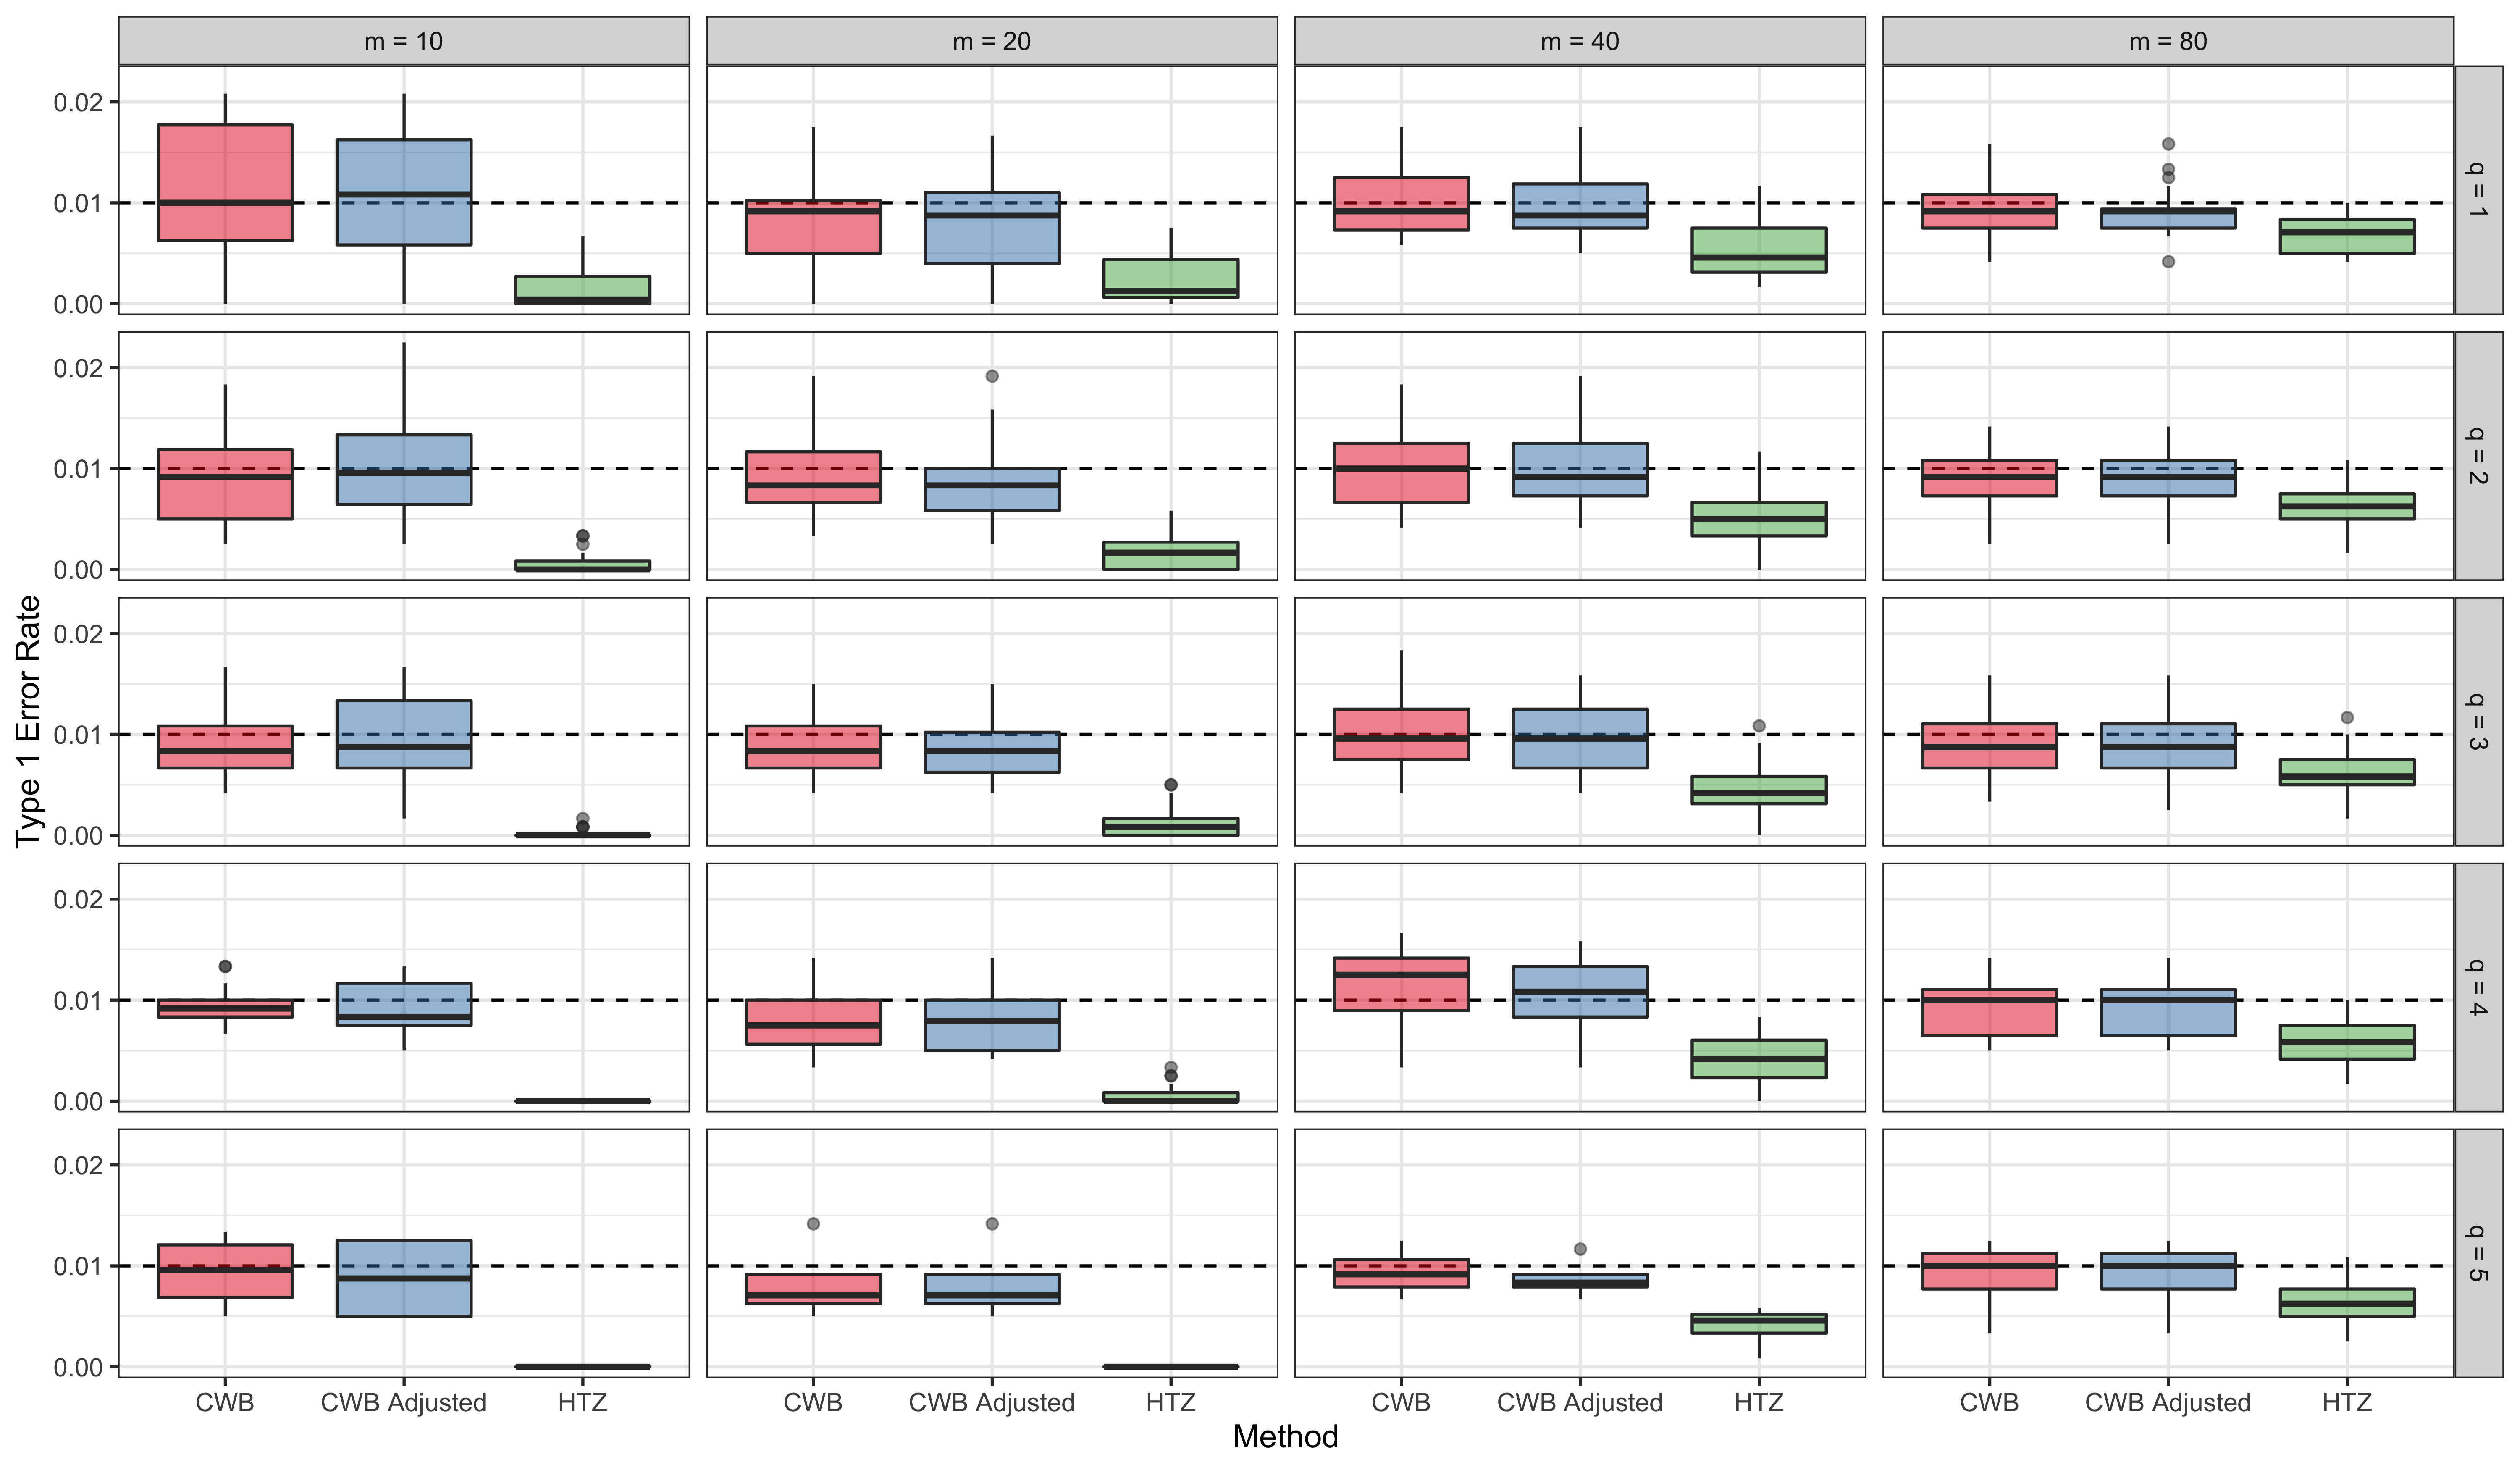 m = 10
m = 20
m = 40
m = 80
0.02
0.01
0.00
q = 1
0.02
0.01
0.00
q = 2
0.02
0.01
0.00
q = 3
0.02
0.01
0.00
q = 4
0.02
0.01
0.00
q = 5
Type 1 Error Rate
CWB CWB Adjusted HTZ
CWB CWB Adjusted HTZ
CWB CWB Adjusted HTZ
CWB CWB Adjusted HTZ
Method